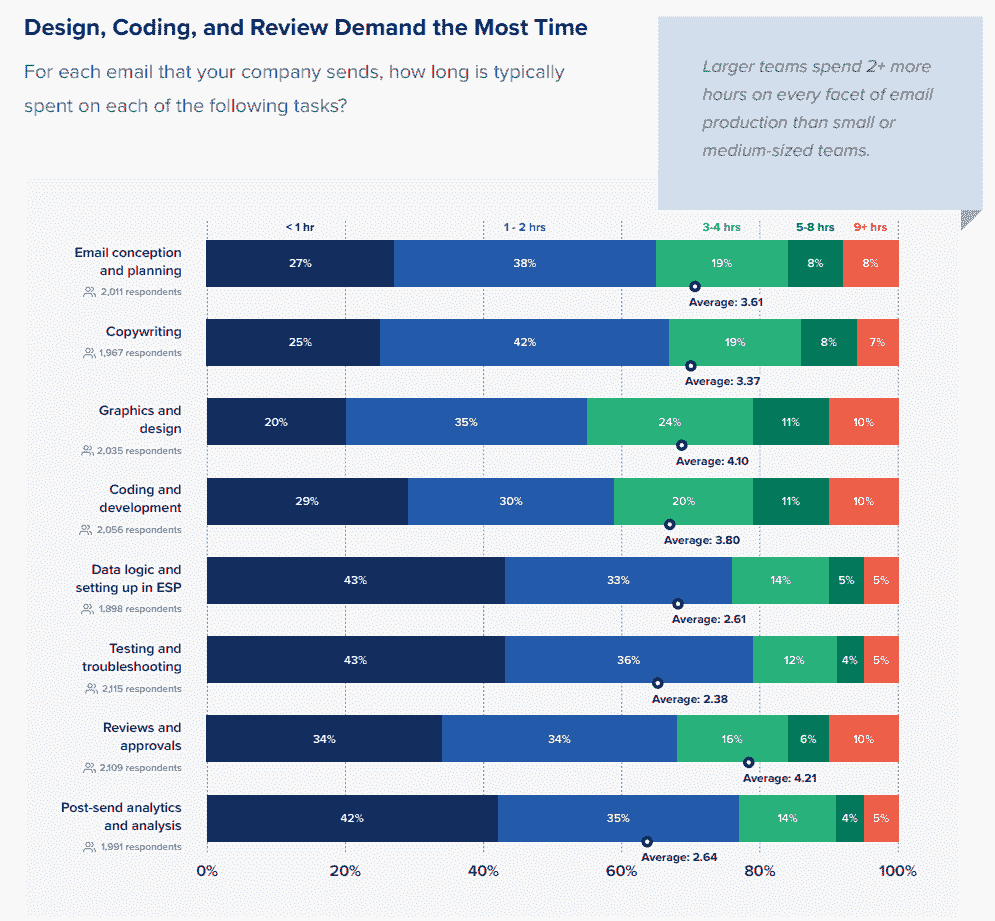 Design, Coding, and Review Demand the Most Time
For each email that your company sends, how long is typically
spent on each of the following tasks?
Larger teams spend 2+ more
hours on every facet of email
production than small or
medium-sized teams.
< 1 hr 1 - 2 hrs 3-4 hrs 5-8 hrs 9+ hrs
Email conception
and planning
2,011 respondents
27% 38% 19% 8% 8%
Average: 3.61
Copywriting
1,967 respondents
25% 42% 19% 8% 7%
Average: 3.37
Graphics and
design
2,035 respondents
20% 35% 24% 11% 10%
Average: 4.10
Coding and
development
2,056 respondents
29% 30% 20% 11% 10%
Average: 3.80
Data logic and
setting up in ESP
1,898 respondents
43% 33% 14% 5% 5%
Average: 2.61
Testing and
troubleshooting
2,115 respondents
43% 36% 12% 4% 5%
Average: 2.38
Reviews and
approvals
2,109 respondents
34% 34% 16% 6% 10%
Average: 4.21
Post-send analytics
and analysis
1,991 respondents
42% 35% 14% 4% 5%
Average: 2.64
0% 20% 40% 60% 80% 100%